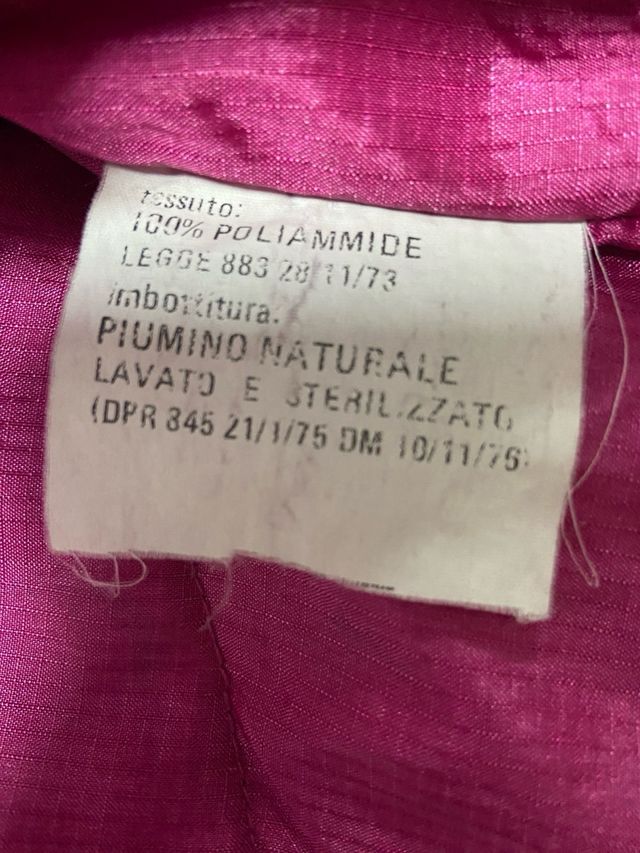 tessuto:
100% POLIAMMIDE
LEGGE 883 28/11/73
imbottitura:
PIUMINO NATURALE
LAVATO E STERILIZZATO
(DPR 845 21/1/75 DM 10/11/76)